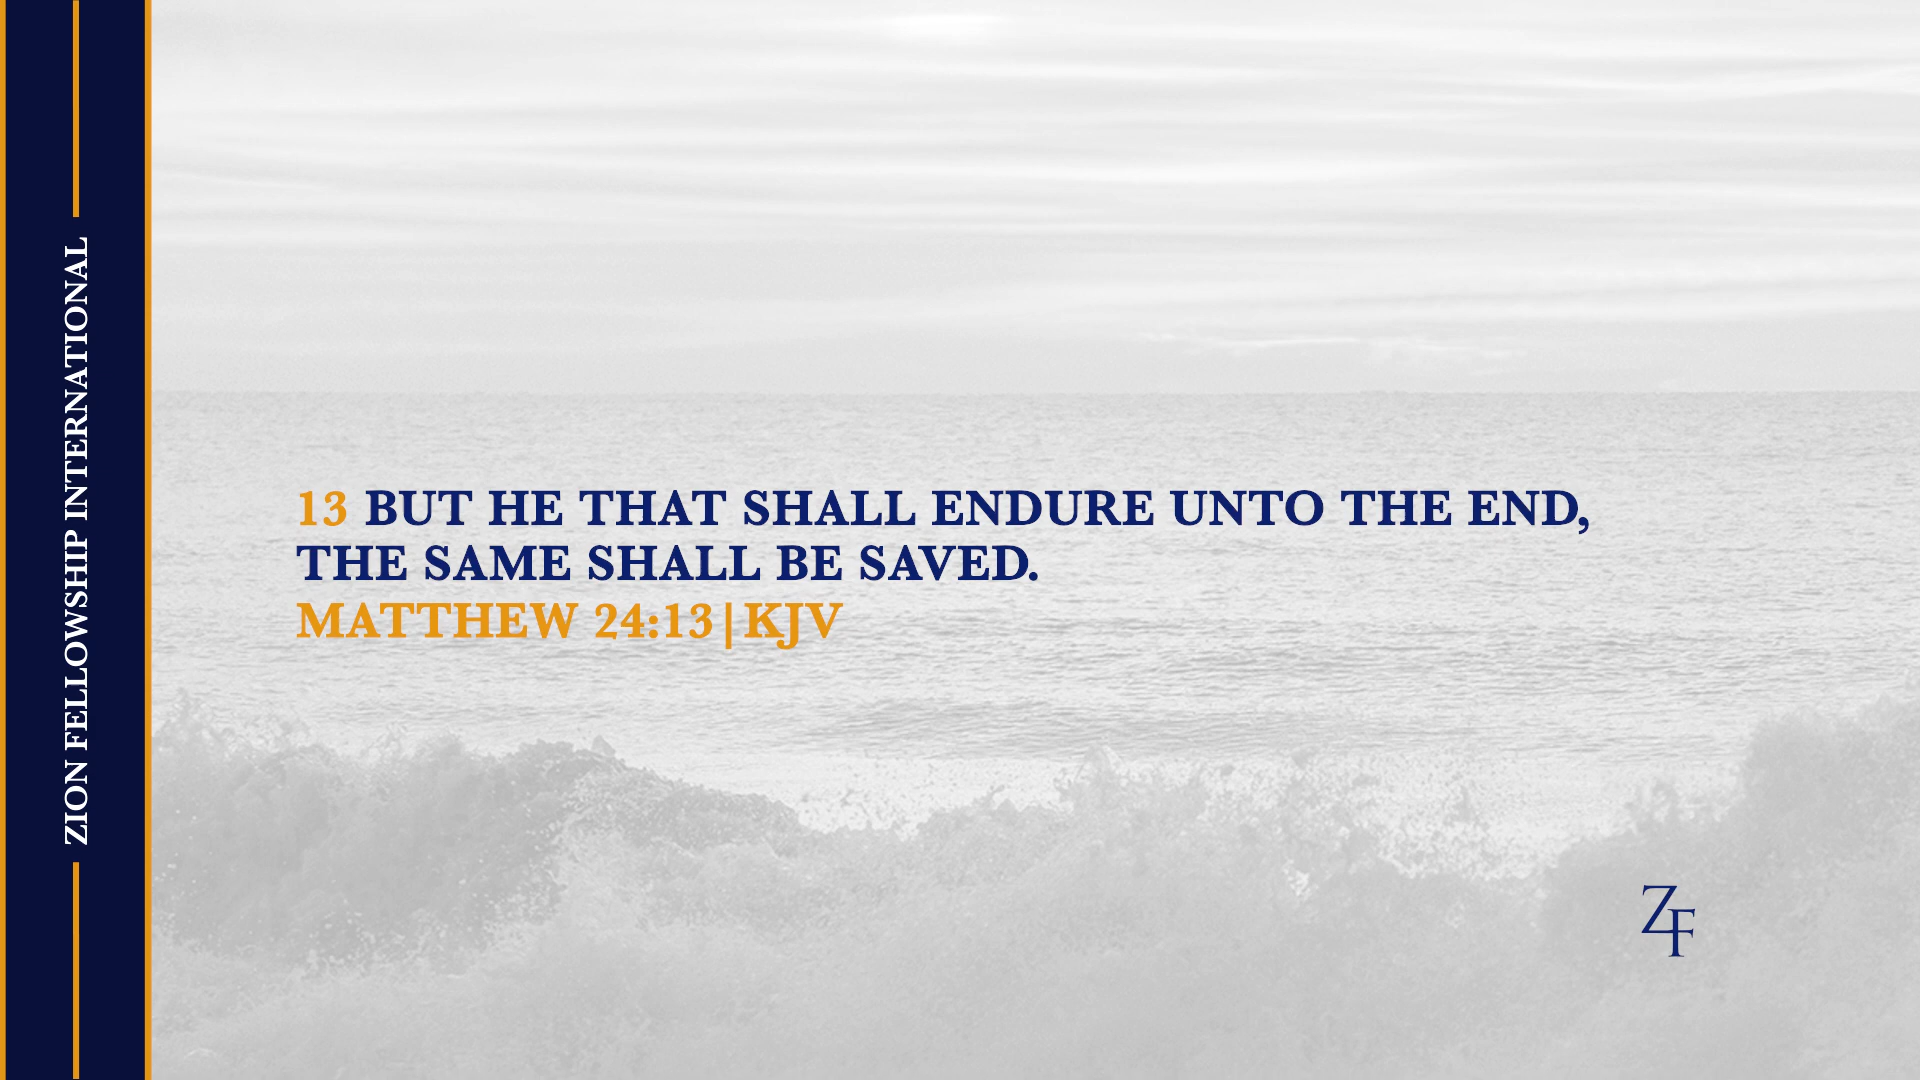 ZION FELLOWSHIP INTERNATIONAL
13 BUT HE THAT SHALL ENDURE UNTO THE END,
THE SAME SHALL BE SAVED.
MATTHEW 24:13|KJV
ZF